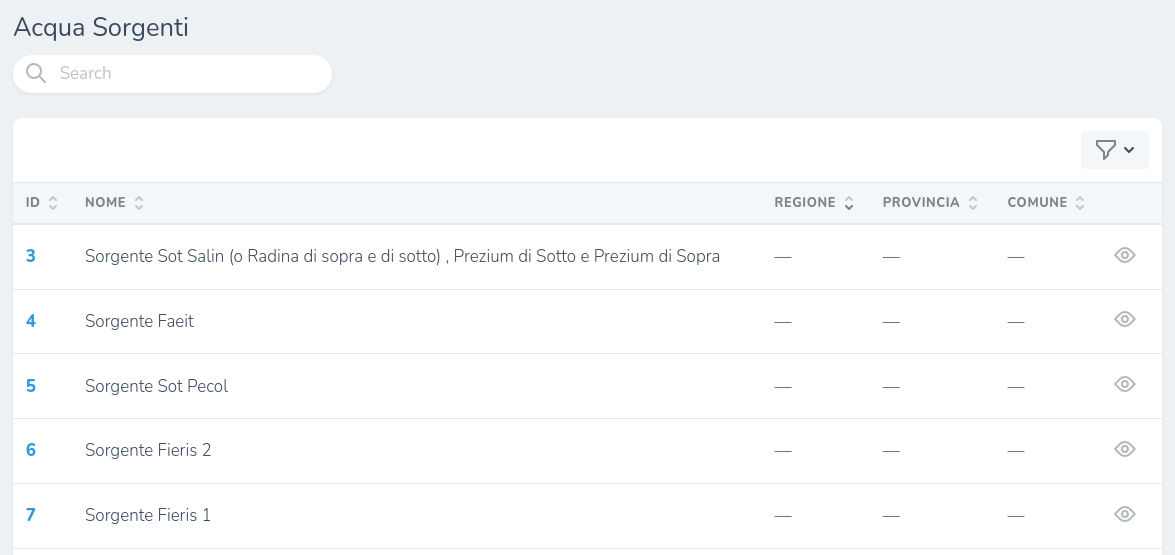 Acqua Sorgenti
Search
ID NOME REGIONE PROVINCIA COMUNE
3 Sorgente Sot Salin (o Radina di sopra e di sotto) , Prezium di Sotto e Prezium di Sopra — — —
4 Sorgente Faeit — — —
5 Sorgente Sot Pecol — — —
6 Sorgente Fieris 2 — — —
7 Sorgente Fieris 1 — — —